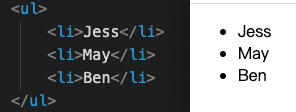 <ul>
<li>Jess</li>
<li>May</li>
<li>Ben</li>
</ul>
• Jess
• May
• Ben